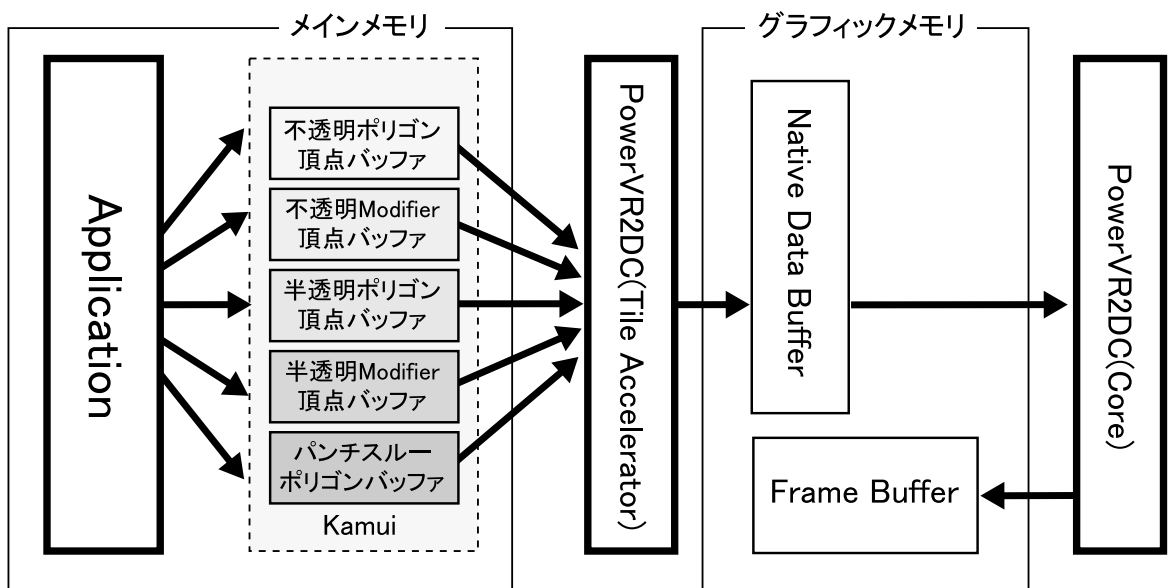 メインメモリ
グラフィックメモリ
Application
不透明ポリゴン
頂点バッファ
不透明Modifier
頂点バッファ
半透明ポリゴン
頂点バッファ
半透明Modifier
頂点バッファ
パンチスルー
ポリゴンバッファ
Kamui
PowerVR2DC(Tile Accelerator)
Native Data Buffer
Frame Buffer
PowerVR2DC(Core)